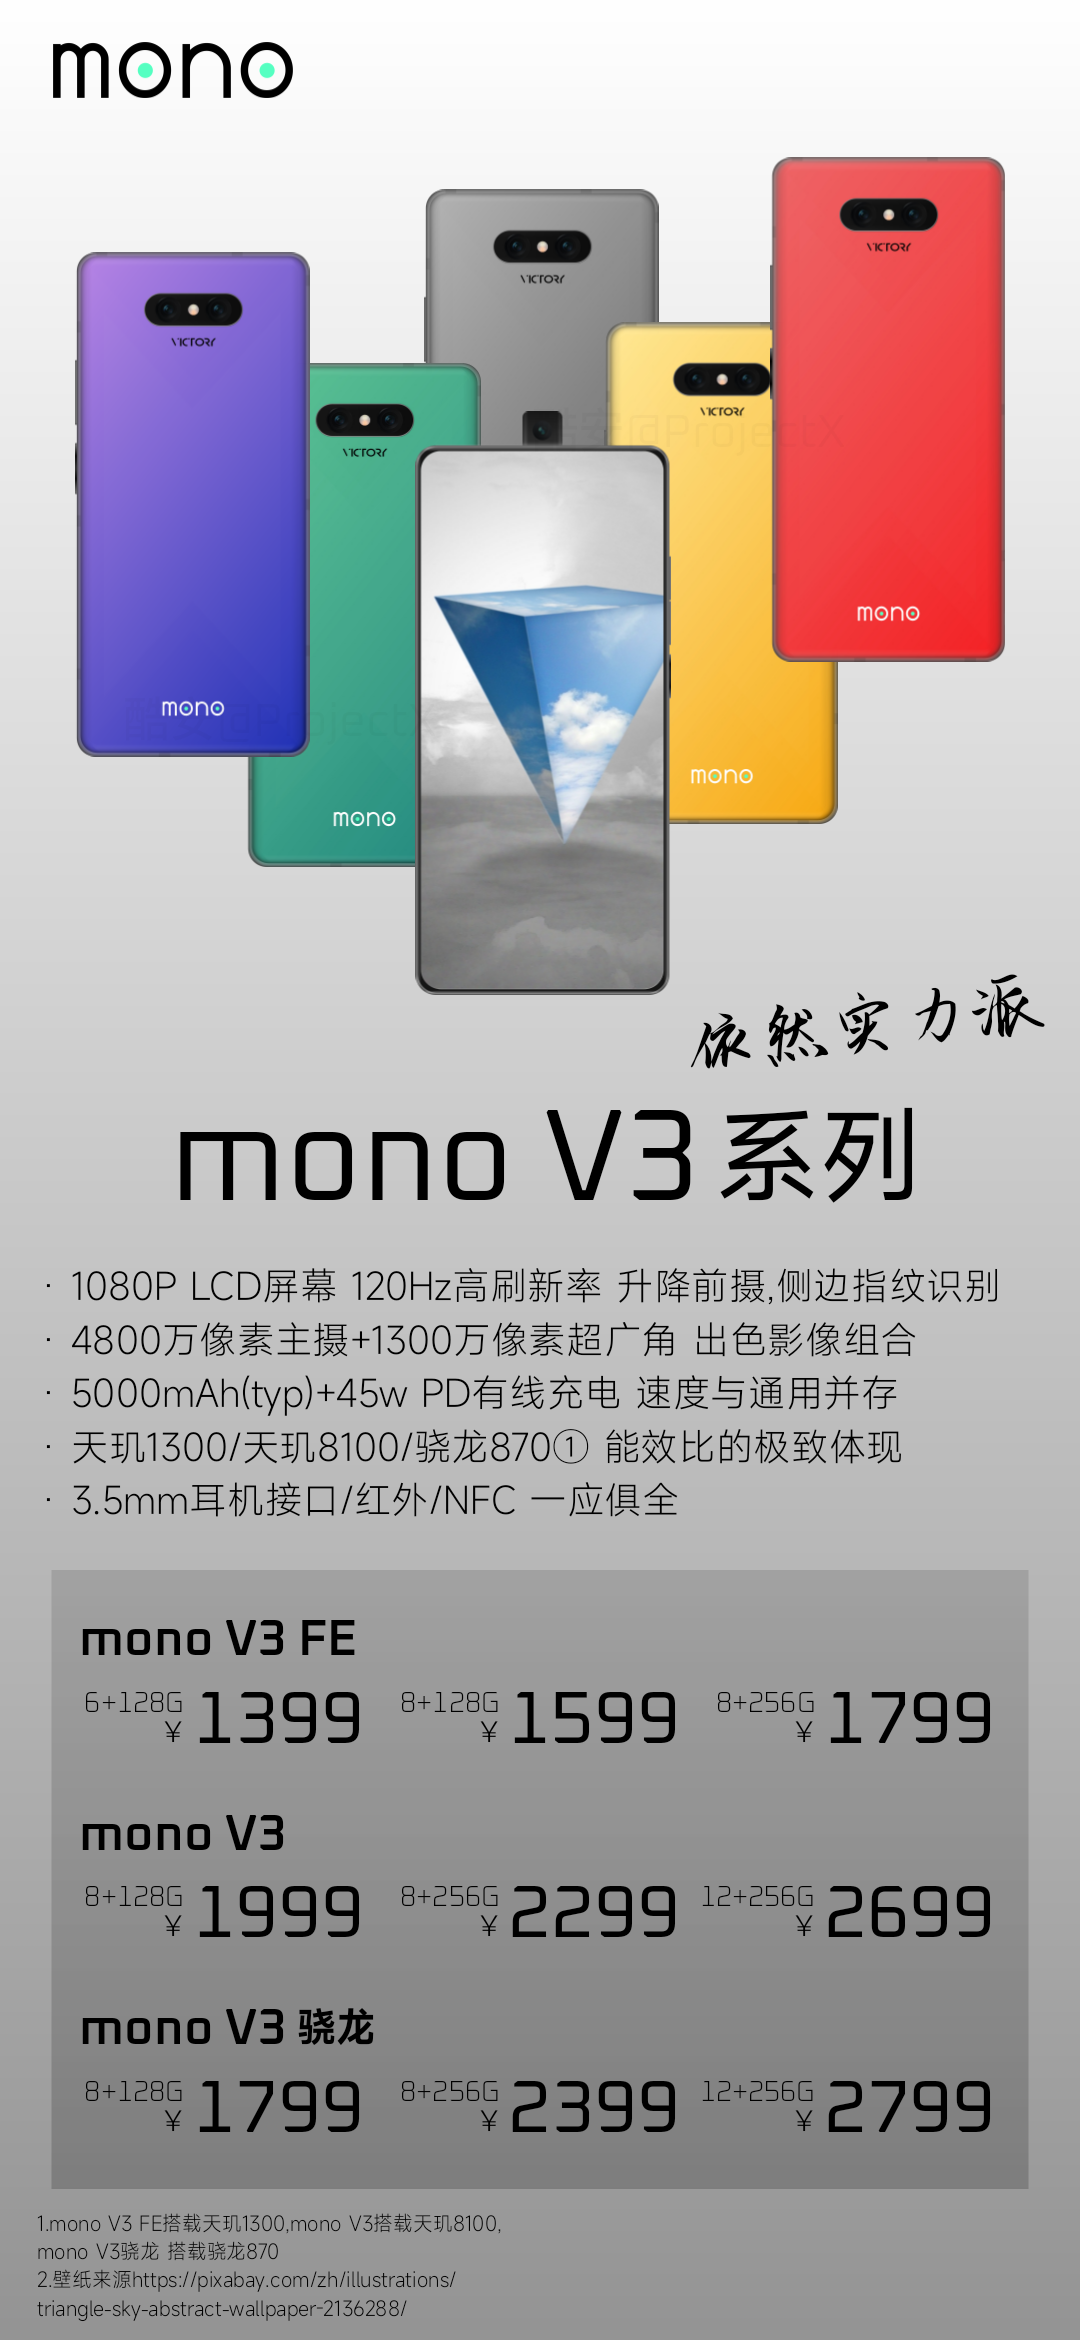 mono
VICTORY
VICTORY
VICTORY
VICTORY
VICTORY
ProjectX
mono
mono
mono
mono
依然实力派
mono V3系列
· 1080P LCD屏幕 120Hz高刷新率 升降前摄,侧边指纹识别
· 4800万像素主摄+1300万像素超广角 出色影像组合
· 5000mAh(typ)+45w PD有线充电 速度与通用并存
· 天玑1300/天玑8100/骁龙870① 能效比的极致体现
· 3.5mm耳机接口/红外/NFC 一应俱全
mono V3 FE
6+128G ¥ 1399 8+128G ¥ 1599 8+256G ¥ 1799
mono V3
8+128G ¥ 1999 8+256G ¥ 2299 12+256G ¥ 2699
mono V3 骁龙
8+128G ¥ 1799 8+256G ¥ 2399 12+256G ¥ 2799
1.mono V3 FE搭载天玑1300,mono V3搭载天玑8100,
mono V3骁龙 搭载骁龙870
2.壁纸来源https://pixabay.com/zh/illustrations/
triangle-sky-abstract-wallpaper-2136288/